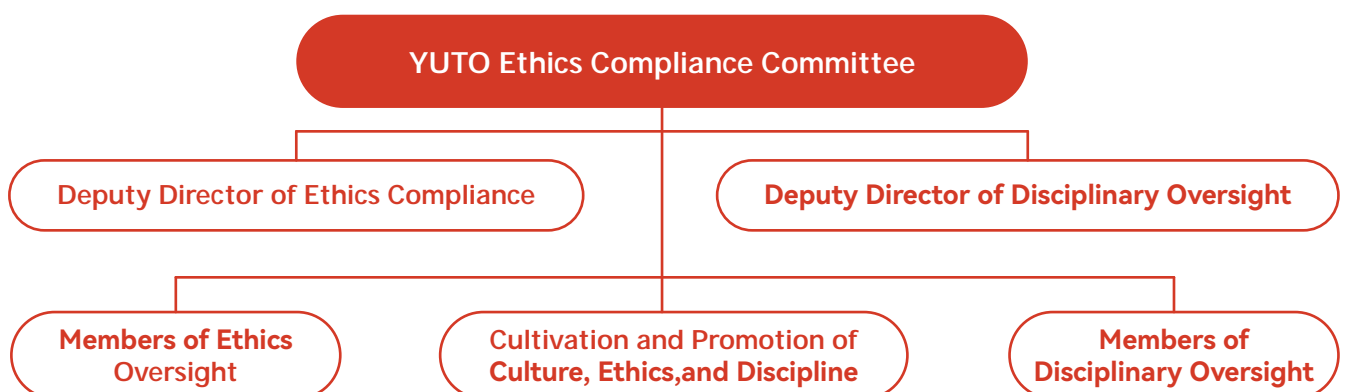 YUTO Ethics Compliance Committee
Deputy Director of Ethics Compliance
Deputy Director of Disciplinary Oversight
Members of Ethics
Oversight
Cultivation and Promotion of
Culture, Ethics,and Discipline
Members of
Disciplinary Oversight